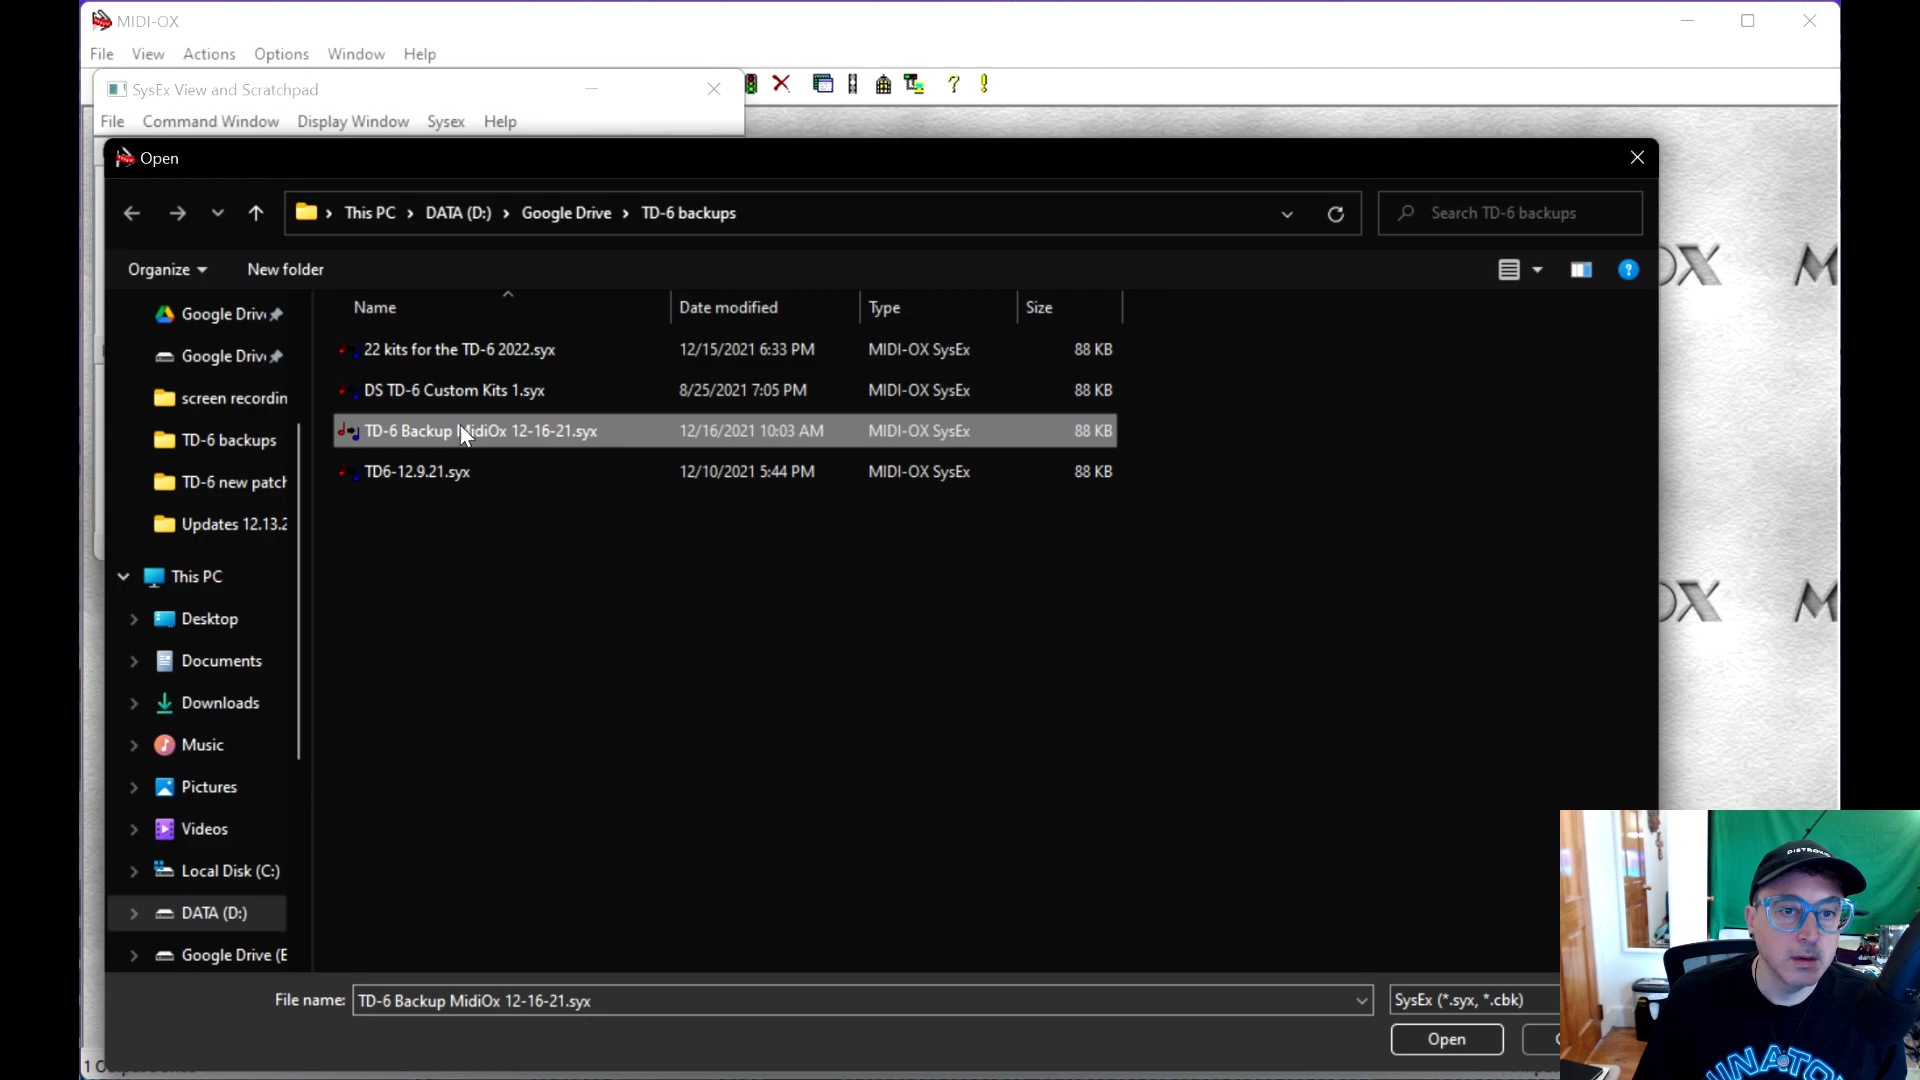 MIDI-OX
File View Actions Options Window Help
SysEx View and Scratchpad
File Command Window Display Window Sysex Help
Open
This PC > DATA (D:) > Google Drive > TD-6 backups
Search TD-6 backups
Organize New folder
Name Date modified Type Size
22 kits for the TD-6 2022.syx 12/15/2021 6:33 PM MIDI-OX SysEx 88 KB
DS TD-6 Custom Kits 1.syx 8/25/2021 7:05 PM MIDI-OX SysEx 88 KB
TD-6 Backup MidiOx 12-16-21.syx 12/16/2021 10:03 AM MIDI-OX SysEx 88 KB
TD6-12.9.21.syx 12/10/2021 5:44 PM MIDI-OX SysEx 88 KB
Google Driv
Google Driv
screen recordin
TD-6 backups
TD-6 new patch
Updates 12.13.2
This PC
Desktop
Documents
Downloads
Music
Pictures
Videos
Local Disk (C:)
DATA (D:)
Google Drive (E
File name: TD-6 Backup MidiOx 12-16-21.syx SysEx (*.syx, *.cbk)
Open
OX M
OX M
DISTROKID